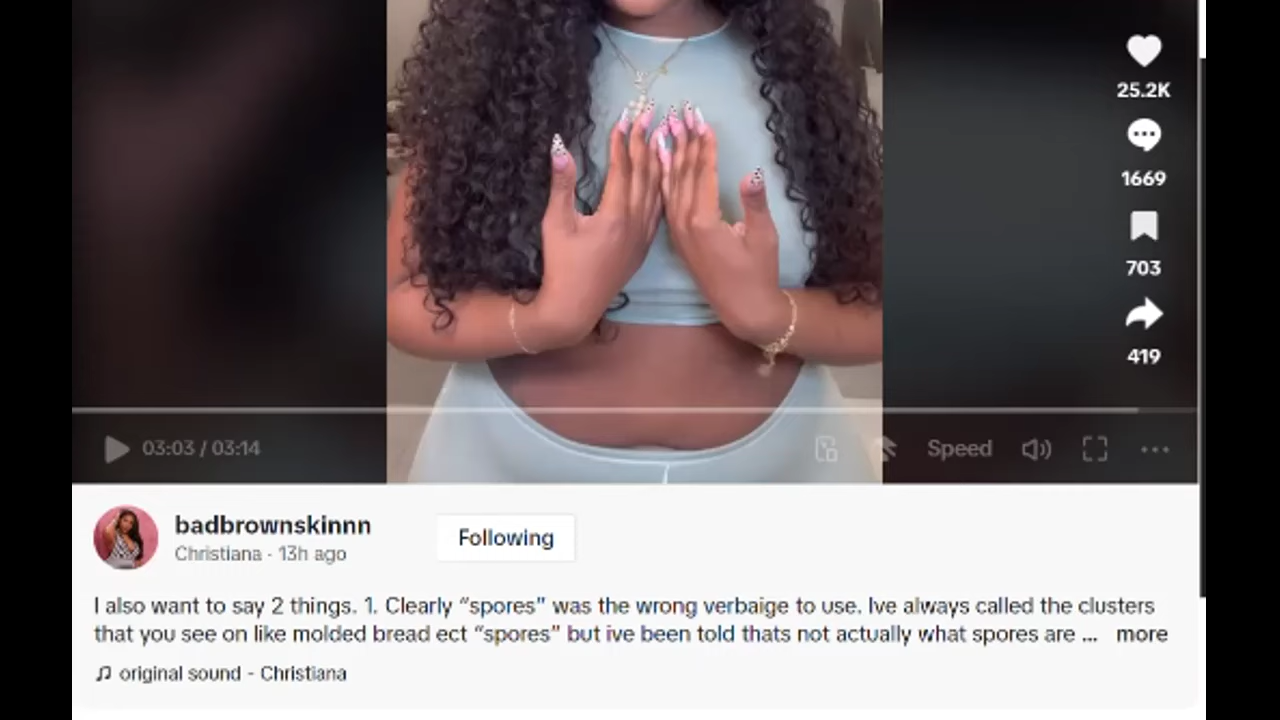 25.2K
1669
703
419
03:03 / 03:14
Speed
badbrownskinnn
Christiana · 13h ago
Following
I also want to say 2 things. 1. Clearly “spores” was the wrong verbaige to use. Ive always called the clusters
that you see on like molded bread ect “spores” but ive been told thats not actually what spores are ... more
original sound - Christiana